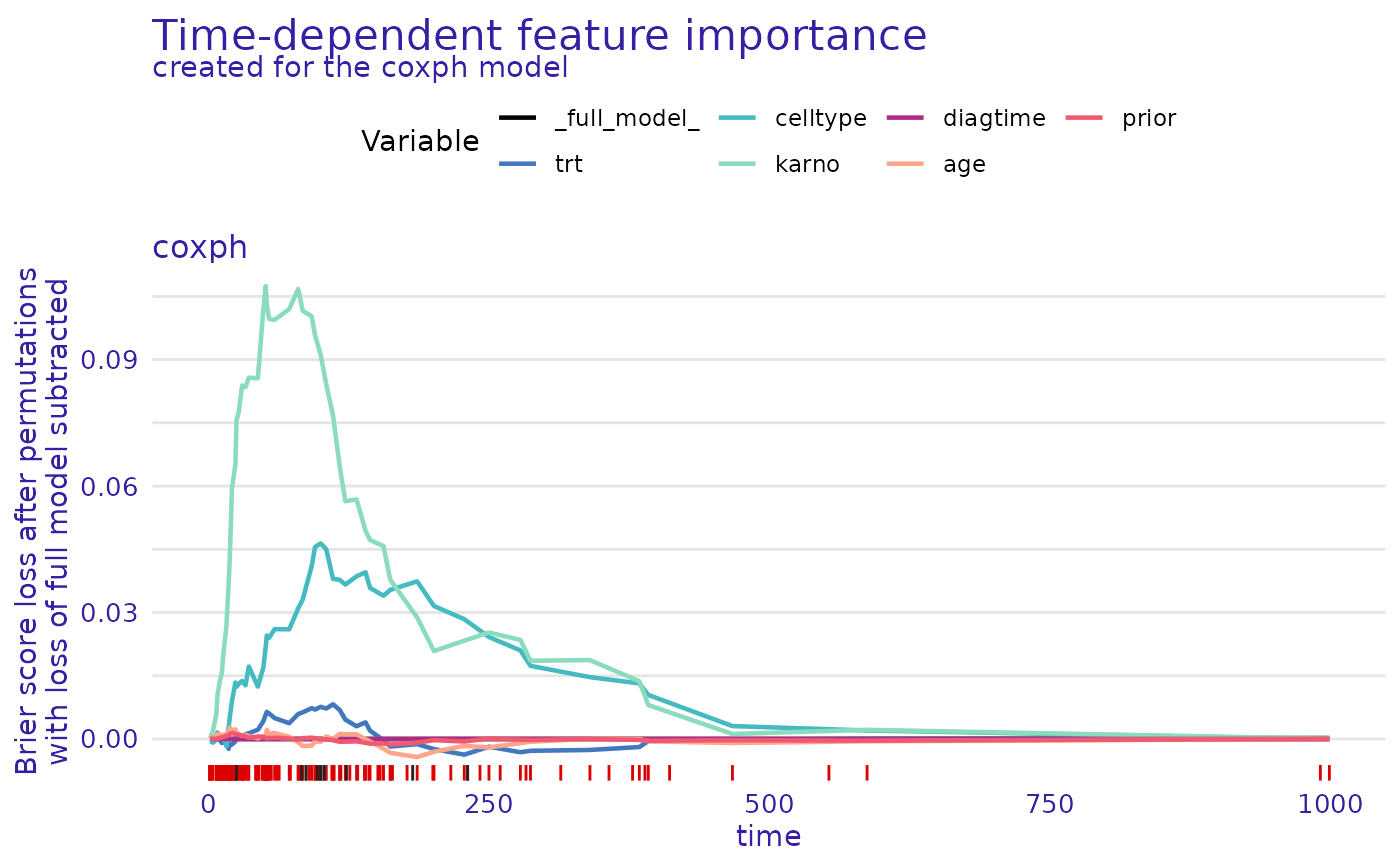 Time-dependent feature importance
created for the coxph model
Variable
_full_model_ celltype diagtime prior
trt karno age
coxph
Brier score loss after permutations
with loss of full model subtracted
0.09
0.06
0.03
0.00
0 250 500 750 1000
time